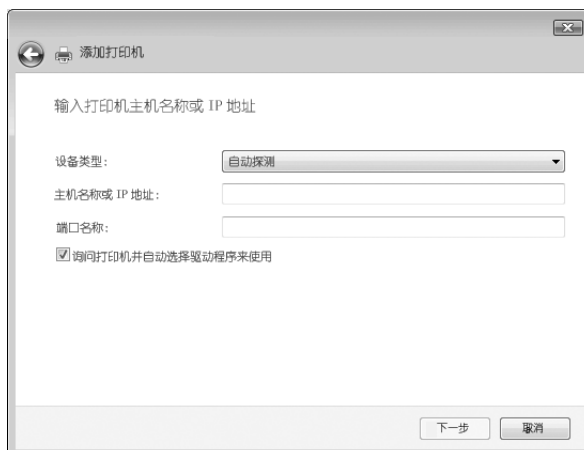 添加打印机
输入打印机主机名称或 IP 地址
设备类型: 自动探测
主机名称或 IP 地址:
端口名称:
询问打印机并自动选择驱动程序来使用
下一步 取消